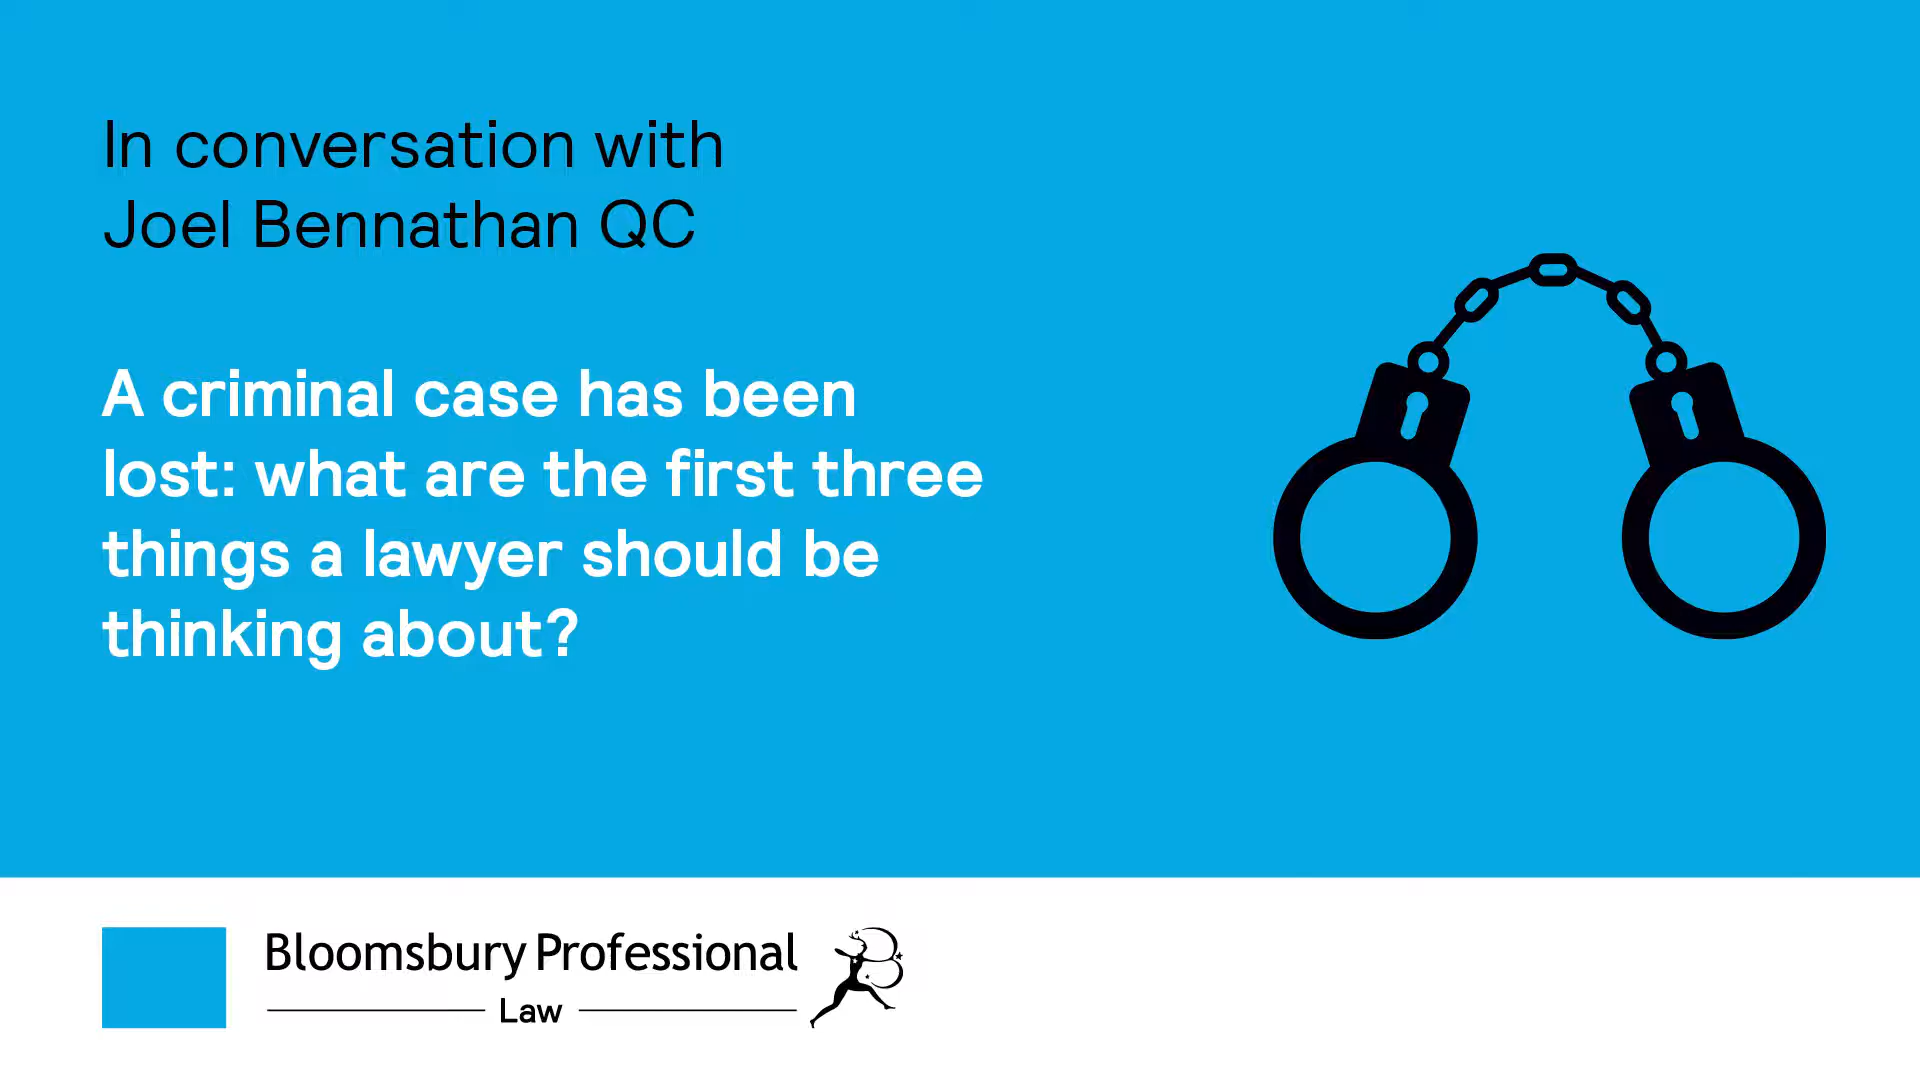 In conversation with
Joel Bennathan QC
A criminal case has been
lost: what are the first three
things a lawyer should be
thinking about?
Bloomsbury Professional
Law